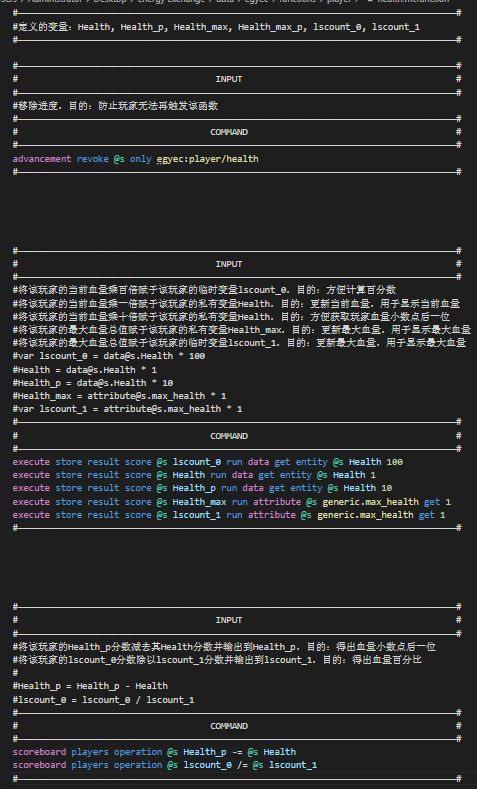 #定义的变量: Health, Health_p, Health_max, Health_max_p, lscount_0, lscount_1
# INPUT #
#移除进度. 目的: 防止玩家无法再触发该函数
# COMMAND #
advancement revoke @s only egyec:player/health
# INPUT #
#将该玩家的当前血量乘百倍赋于该玩家的临时变量lscount_0. 目的: 方便计算百分数
#将该玩家的当前血量乘一倍赋于该玩家的私有变量Health. 目的: 更新当前血量. 用于显示当前血量
#将该玩家的当前血量乘十倍赋于该玩家的私有变量Health. 目的: 方便获取玩家血量小数点后一位
#将该玩家的最大血量总值赋于该玩家的私有变量Health_max. 目的: 更新最大血量. 用于显示最大血量
#将该玩家的最大血量总值赋于该玩家的临时变量lscount_1. 目的: 更新最大血量. 用于显示最大血量
#var lscount_0 = data@s.Health * 100
#Health = data@s.Health * 1
#Health_p = data@s.Health * 10
#Health_max = attribute@s.max_health * 1
#var lscount_1 = attribute@s.max_health * 1
# COMMAND #
execute store result score @s lscount_0 run data get entity @s Health 100
execute store result score @s Health run data get entity @s Health 1
execute store result score @s Health_p run data get entity @s Health 10
execute store result score @s Health_max run attribute @s generic.max_health get 1
execute store result score @s lscount_1 run attribute @s generic.max_health get 1
# INPUT #
#将该玩家的Health_p分数减去其Health分数并输出到Health_p. 目的: 得出血量小数点后一位
#将该玩家的lscount_0分数除以lscount_1分数并输出到lscount_1. 目的: 得出血量百分比
#
#Health_p = Health_p - Health
#lscount_0 = lscount_0 / lscount_1
# COMMAND #
scoreboard players operation @s Health_p -= @s Health
scoreboard players operation @s lscount_0 /= @s lscount_1